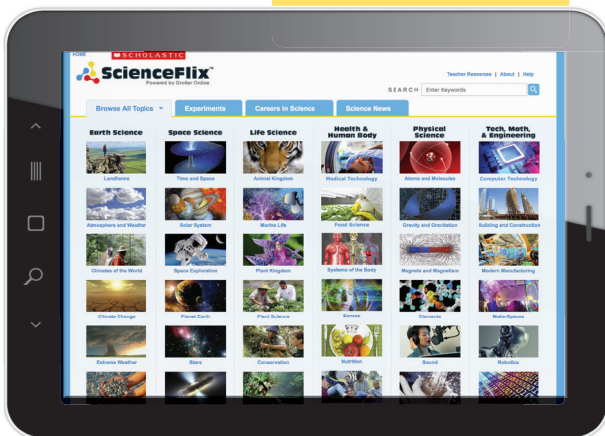 HOME
SCHOLASTIC
ScienceFlix™
Powered by Grolier Online
Teacher Resources | About | Help
SEARCH Enter Keywords
Browse All Topics Experiments Careers in Science Science News
Earth Science Space Science Life Science Health & Human Body Physical Science Tech, Math, & Engineering
Landforms Time and Space Animal Kingdom Medical Technology Atoms and Molecules Computer Technology
Atmosphere and Weather Solar System Marine Life Food Science Gravity and Gravitation Building and Construction
Climates of the World Space Exploration Plant Kingdom Systems of the Body Magnets and Magnetism Modern Manufacturing
Climate Change Planet Earth Plant Science Senses Elements MakerSpaces
Extreme Weather Stars Conservation Nutrition Sound Robotics